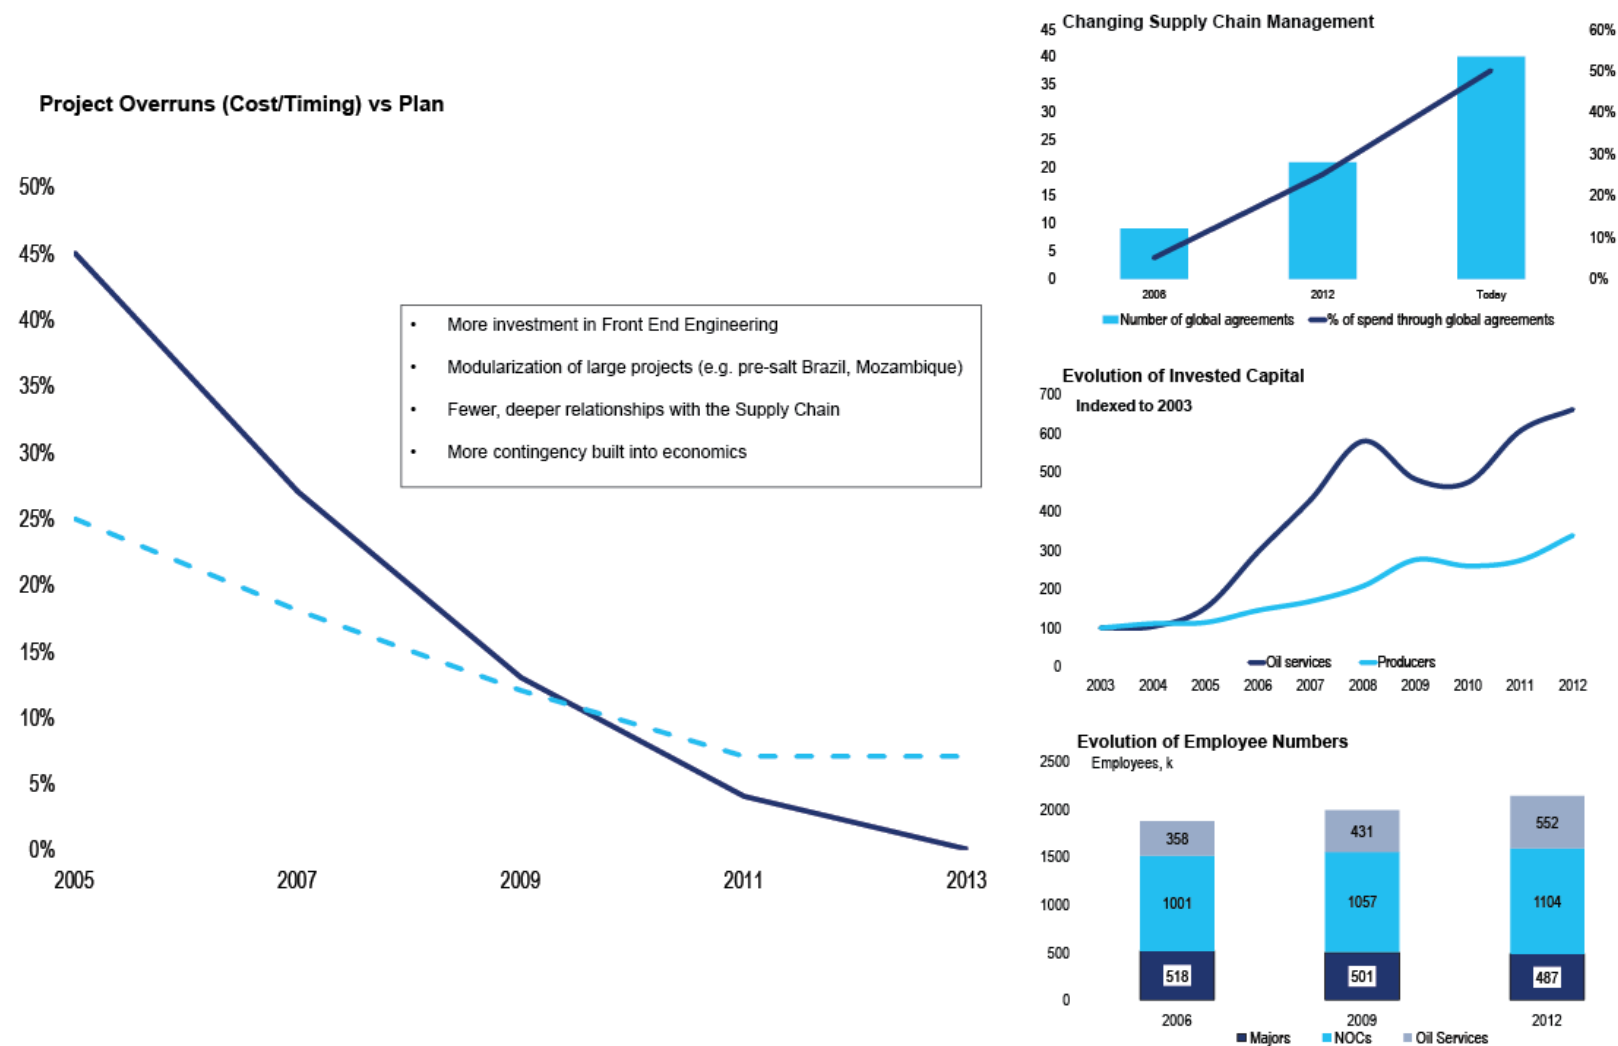 Project Overruns (Cost/Timing) vs Plan
50%
45%
40%
35%
30%
25%
20%
15%
10%
5%
0%
2005 2007 2009 2011 2013
• More investment in Front End Engineering
• Modularization of large projects (e.g. pre-salt Brazil, Mozambique)
• Fewer, deeper relationships with the Supply Chain
• More contingency built into economics
Changing Supply Chain Management
45 60%
40 50%
35
30 40%
25
20 30%
15 20%
10
5 10%
0 0%
2008 2012 Today
Number of global agreements % of spend through global agreements
Evolution of Invested Capital
Indexed to 2003
700
600
500
400
300
200
100
0
Oil services Producers
2003 2004 2005 2006 2007 2008 2009 2010 2011 2012
Evolution of Employee Numbers
Employees, k
2500
2000
1500
1000
500
0
358 431 552
1001 1057 1104
518 501 487
2006 2009 2012
Majors NOCs Oil Services